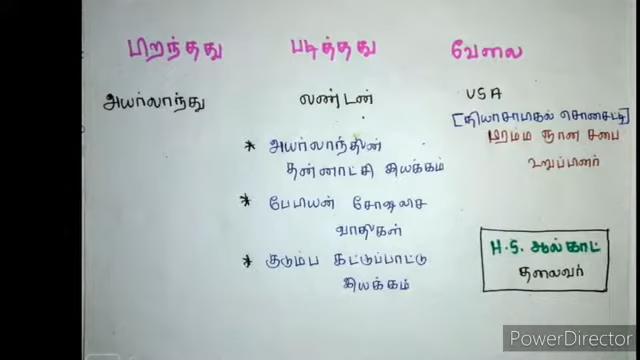 பிறந்தது படித்தது வேலை
அயர்லாந்து லண்டன் USA
[தியாசாமகல் சொசைட்டி]
பிரம்ம ஞான சபை
உறுப்பினர்
* அயர்லாந்தின்
தன்னாட்சி இயக்கம்
* பேபியன் சோஷலிச
வாதிகள்
* குடும்ப கட்டுப்பாட்டு
இயக்கம்
H.S. ஆல்காட்
தலைவர்
PowerDirector